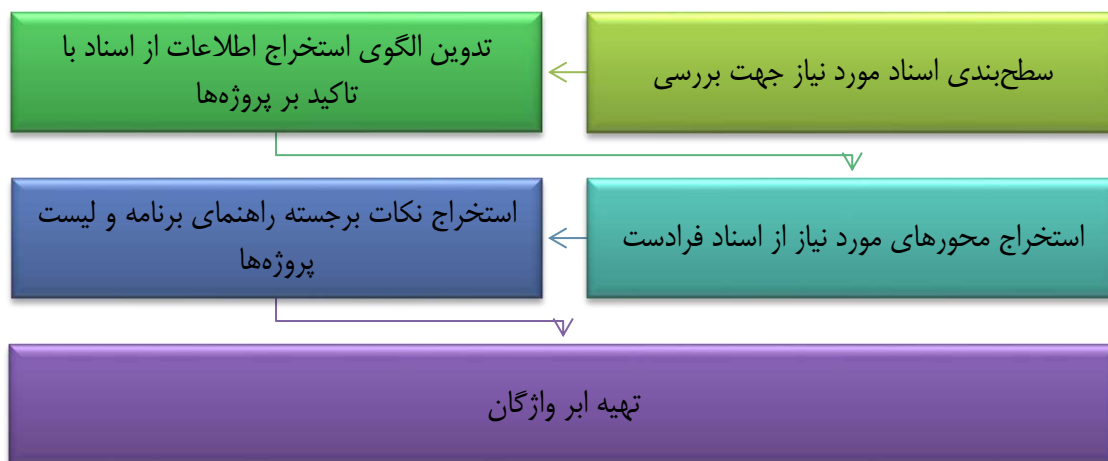 سطح‌بندی اسناد مورد نیاز جهت بررسی
تدوین الگوی استخراج اطلاعات از اسناد با
تاکید بر پروژه‌ها
استخراج محورهای مورد نیاز از اسناد فرادست
استخراج نکات برجسته راهنمای برنامه و لیست
پروژه‌ها
تهیه ابر واژگان